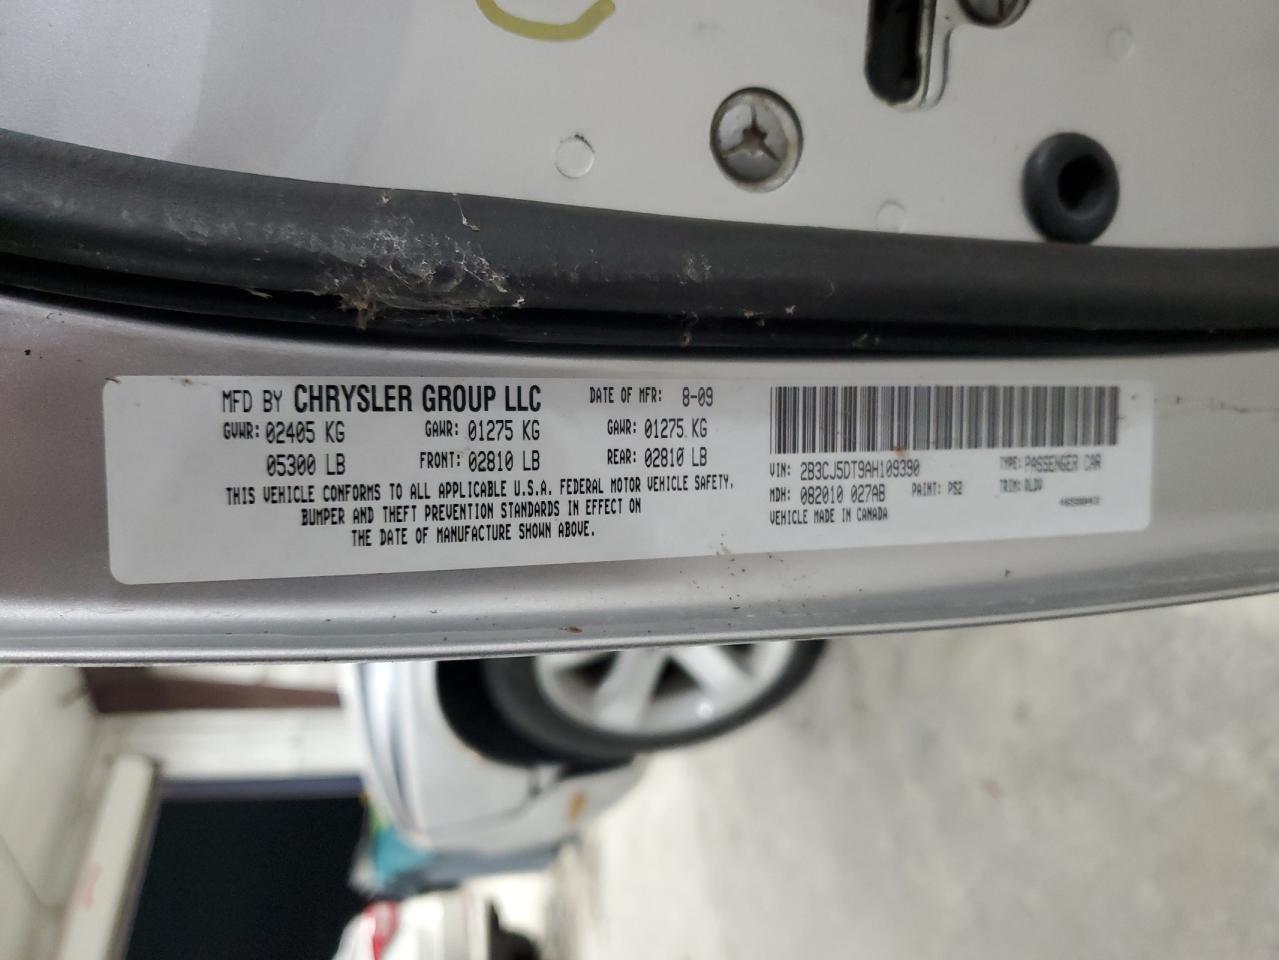 MFD BY CHRYSLER GROUP LLC DATE OF MFR: 8-09
GVWR: 02405 KG GAWR: 01275 KG GAWR: 01275 KG
05300 LB FRONT: 02810 LB REAR: 02810 LB
THIS VEHICLE CONFORMS TO ALL APPLICABLE U.S.A. FEDERAL MOTOR VEHICLE SAFETY,
BUMPER AND THEFT PREVENTION STANDARDS IN EFFECT ON
THE DATE OF MANUFACTURE SHOWN ABOVE.
VIN: 2B3CJ5DT9AH109390 TYPE: PASSENGER CAR
MDH: 082010 027AB PAINT: PS2 TRIM:
VEHICLE MADE IN CANADA